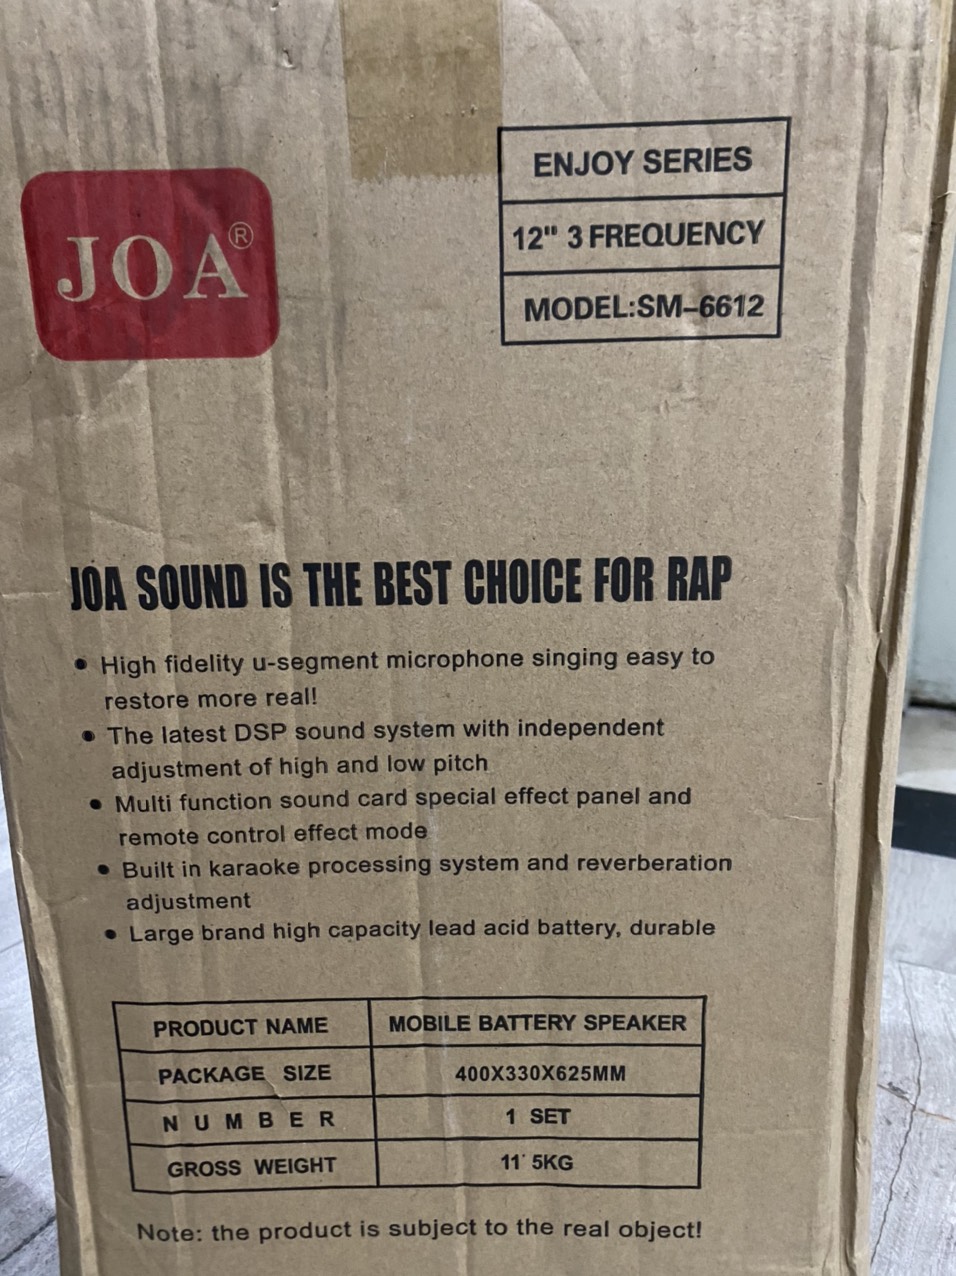 JOA®
ENJOY SERIES
12" 3 FREQUENCY
MODEL:SM-6612
JOA SOUND IS THE BEST CHOICE FOR RAP
• High fidelity u-segment microphone singing easy to
restore more real!
• The latest DSP sound system with independent
adjustment of high and low pitch
• Multi function sound card special effect panel and
remote control effect mode
• Built in karaoke processing system and reverberation
adjustment
• Large brand high capacity lead acid battery, durable
PRODUCT NAME MOBILE BATTERY SPEAKER
PACKAGE SIZE 400X330X625MM
N U M B E R 1 SET
GROSS WEIGHT 11' 5KG
Note: the product is subject to the real object!